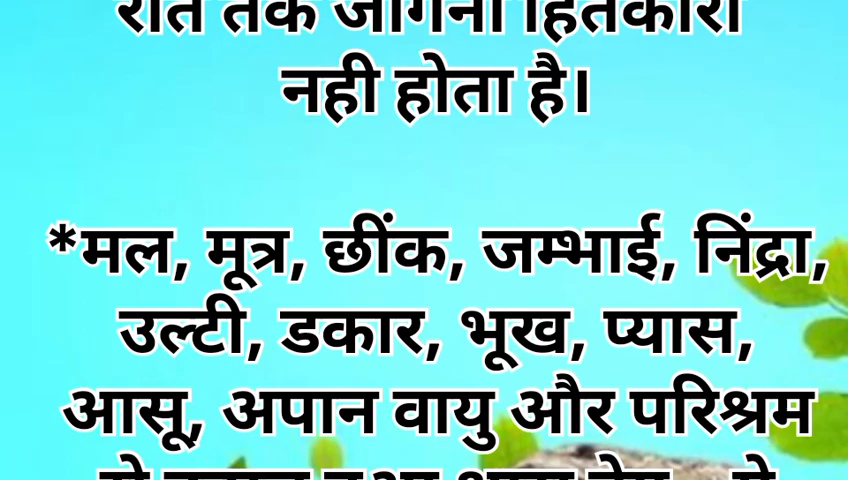 रात तक जागना हितकारी
नही होता है।
*मल, मूत्र, छींक, जम्भाई, निंद्रा,
उल्टी, डकार, भूख, प्यास,
आसू, अपान वायु और परिश्रम